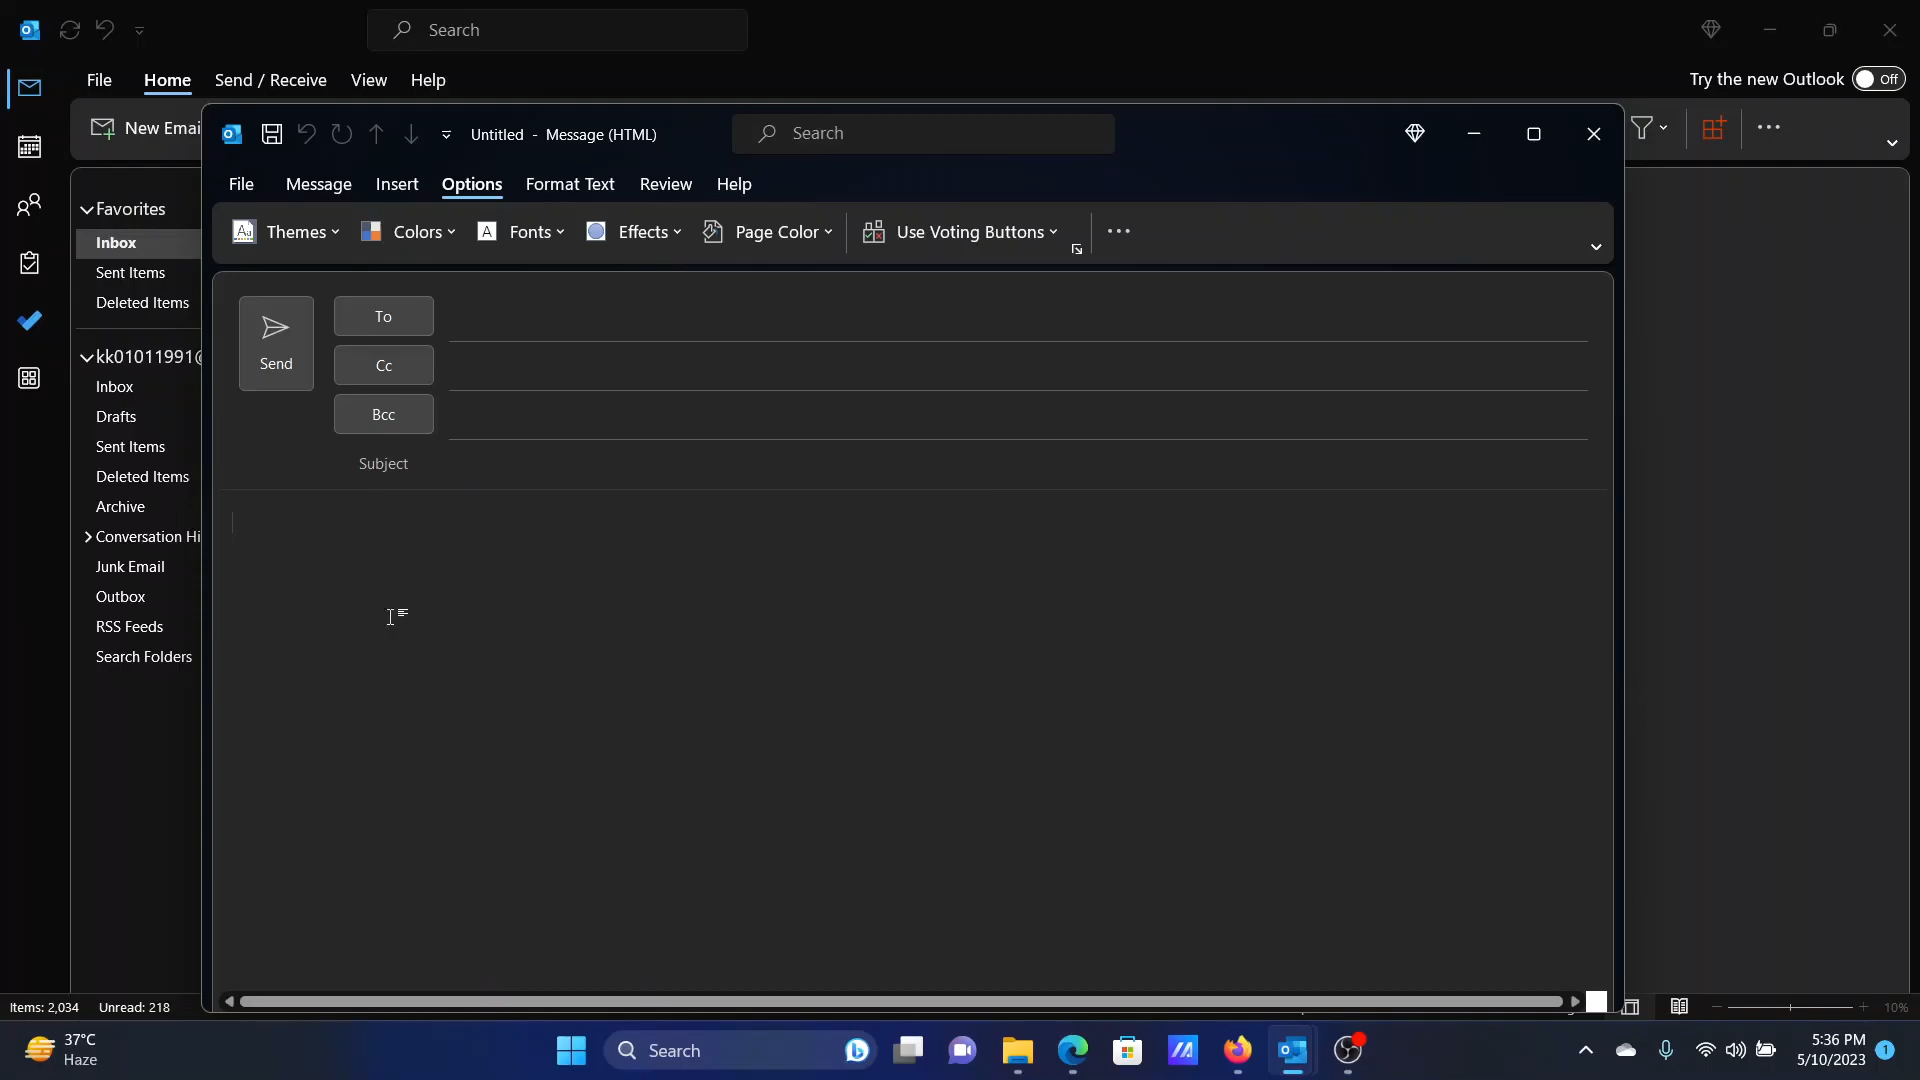 Search
File Home Send / Receive View Help
Try the new Outlook Off
New Emai
Untitled - Message (HTML)
Search
File Message Insert Options Format Text Review Help
Themes Colors Fonts Effects Page Color Use Voting Buttons
Favorites
Inbox
Sent Items
Deleted Items
kk01011991@
Inbox
Drafts
Sent Items
Deleted Items
Archive
Conversation Hi
Junk Email
Outbox
RSS Feeds
Search Folders
Send
To
Cc
Bcc
Subject
Items: 2,034 Unread: 218
10%
37°C
Haze
Search
5:36 PM
5/10/2023
1